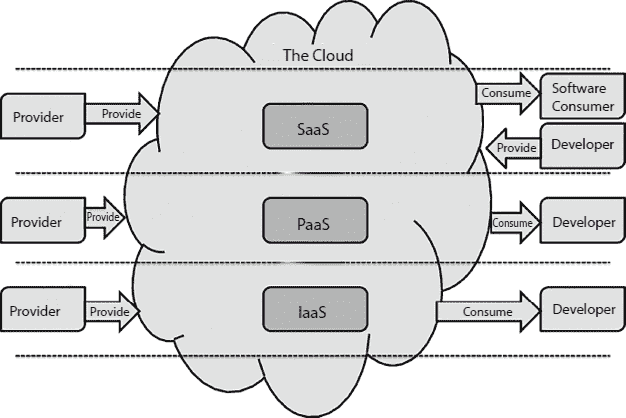 The Cloud
Provider
Provide
SaaS
Consume
Software
Consumer
Provide
Developer
Provider
Provide
PaaS
Consume
Developer
Provider
Provide
IaaS
Consume
Developer